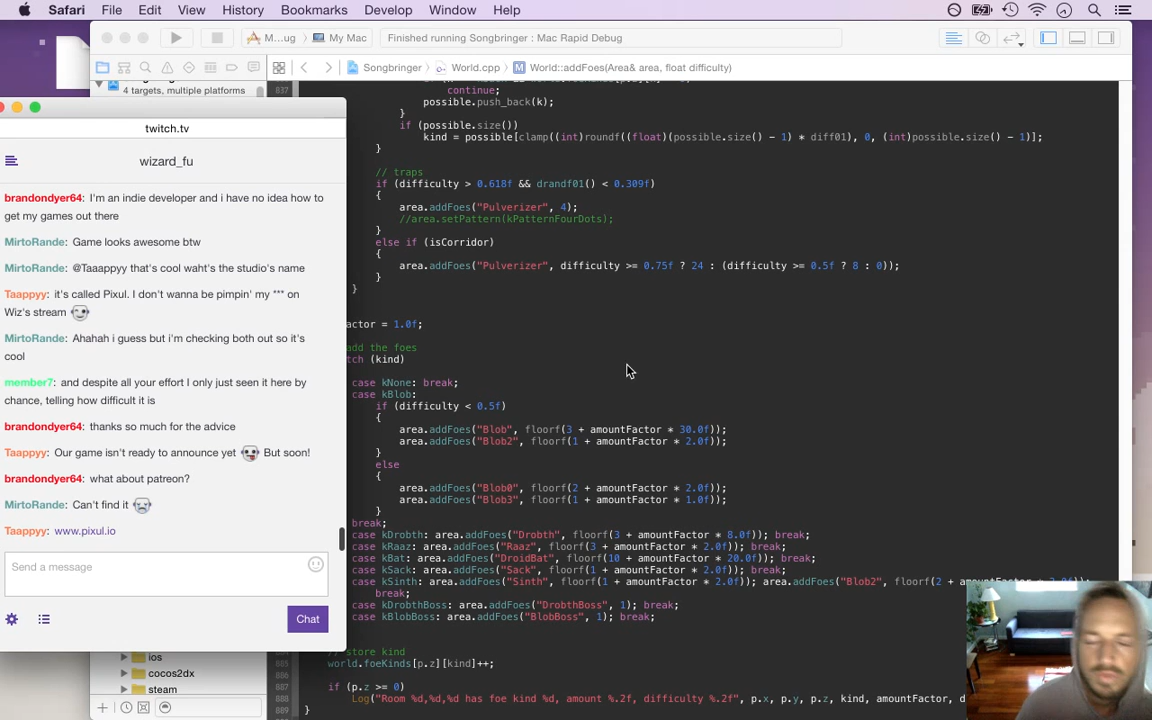 Safari File Edit View History Bookmarks Develop Window Help
M...ug My Mac Finished running Songbringer : Mac Rapid Debug
Songbringer World.cpp M World::addFoes(Area& area, float difficulty)
4 targets, multiple platforms
837
continue;
possible.push_back(k);
}
if (possible.size())
kind = possible[clamp((int)roundf((float)(possible.size() - 1) * diff01), 0, (int)possible.size() - 1)];
}
// traps
if (difficulty > 0.618f && drandf01() < 0.309f)
{
area.addFoes("Pulverizer", 4);
//area.setPattern(kPatternFourDots);
}
else if (isCorridor)
{
area.addFoes("Pulverizer", difficulty >= 0.75f ? 24 : (difficulty >= 0.5f ? 8 : 0));
}
}
actor = 1.0f;
add the foes
tch (kind)
case kNone: break;
case kBlob:
if (difficulty < 0.5f)
{
area.addFoes("Blob", floorf(3 + amountFactor * 30.0f));
area.addFoes("Blob2", floorf(1 + amountFactor * 2.0f));
}
else
{
area.addFoes("Blob0", floorf(2 + amountFactor * 2.0f));
area.addFoes("Blob3", floorf(1 + amountFactor * 1.0f));
}
break;
case kDrobth: area.addFoes("Drobth", floorf(3 + amountFactor * 8.0f)); break;
case kRaaz: area.addFoes("Raaz", floorf(3 + amountFactor * 2.0f)); break;
case kBat: area.addFoes("DroidBat", floorf(10 + amountFactor * 20.0f)); break;
case kSack: area.addFoes("Sack", floorf(1 + amountFactor * 2.0f)); break;
case kSinth: area.addFoes("Sinth", floorf(1 + amountFactor * 2.0f)); area.addFoes("Blob2", floorf(2 +
break;
case kDrobthBoss: area.addFoes("DrobthBoss", 1); break;
case kBlobBoss: area.addFoes("BlobBoss", 1); break;
// store kind
885 world.foeKinds[p.z][kind]++;
887 if (p.z >= 0)
888 Log("Room %d,%d,%d has foe kind %d, amount %.2f, difficulty %.2f", p.x, p.y, p.z, kind, amountFactor, d
889 }
twitch.tv
wizard_fu
brandondyer64: I'm an indie developer and i have no idea how to
get my games out there
MirtoRande: Game looks awesome btw
MirtoRande: @Taaappyy that's cool waht's the studio's name
Taappyy: it's called Pixul. I don't wanna be pimpin' my *** on
Wiz's stream
MirtoRande: Ahahah i guess but i'm checking both out so it's
cool
member7: and despite all your effort I only just seen it here by
chance, telling how difficult it is
brandondyer64: thanks so much for the advice
Taappyy: Our game isn't ready to announce yet But soon!
brandondyer64: what about patreon?
MirtoRande: Can't find it
Taappyy: www.pixul.io
Send a message
Chat
ios
cocos2dx
steam